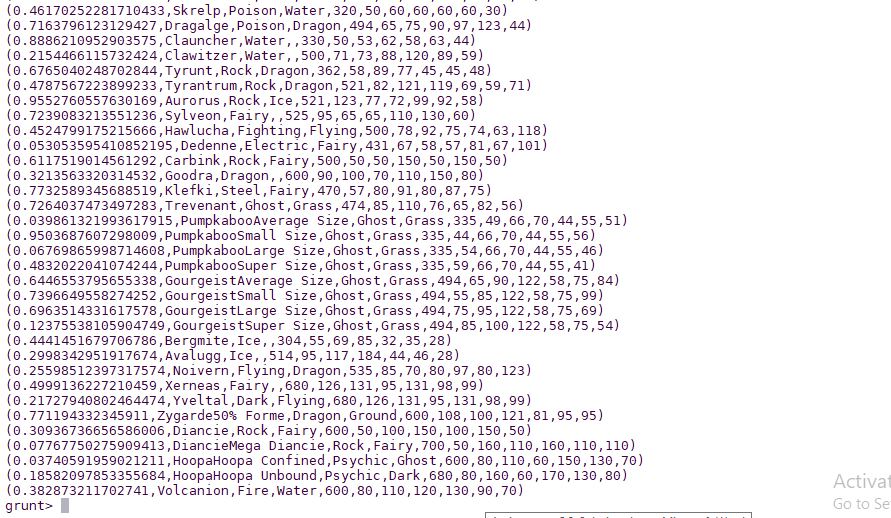 (0.46170252281710433,Skrelp,Poison,Water,320,50,60,60,60,60,30)
(0.7163796123129427,Dragalge,Poison,Dragon,494,65,75,90,97,123,44)
(0.8886210952903575,Clauncher,Water,,330,50,53,62,58,63,44)
(0.2154466115732424,Clawitzer,Water,,500,71,73,88,120,89,59)
(0.6765040248702844,Tyrunt,Rock,Dragon,362,58,89,77,45,45,48)
(0.4787567223899233,Tyrantrum,Rock,Dragon,521,82,121,119,69,59,71)
(0.9552760557630169,Aurorus,Rock,Ice,521,123,77,72,99,92,58)
(0.7239083213551236,Sylveon,Fairy,,525,95,65,65,110,130,60)
(0.4524799175215666,Hawlucha,Fighting,Flying,500,78,92,75,74,63,118)
(0.053053595410852195,Dedenne,Electric,Fairy,431,67,58,57,81,67,101)
(0.6117519014561292,Carbink,Rock,Fairy,500,50,50,150,50,150,50)
(0.3213563320314532,Goodra,Dragon,,600,90,100,70,110,150,80)
(0.7732589345688519,Klefki,Steel,Fairy,470,57,80,91,80,87,75)
(0.7264037473497283,Trevenant,Ghost,Grass,474,85,110,76,65,82,56)
(0.039861321993617915,PumpkabooAverage Size,Ghost,Grass,335,49,66,70,44,55,51)
(0.9503687607298009,PumpkabooSmall Size,Ghost,Grass,335,44,66,70,44,55,56)
(0.06769865998714608,PumpkabooLarge Size,Ghost,Grass,335,54,66,70,44,55,46)
(0.4832022041074244,PumpkabooSuper Size,Ghost,Grass,335,59,66,70,44,55,41)
(0.6446553795655338,GourgeistAverage Size,Ghost,Grass,494,65,90,122,58,75,84)
(0.7396649558274252,GourgeistSmall Size,Ghost,Grass,494,55,85,122,58,75,99)
(0.6963514331617578,GourgeistLarge Size,Ghost,Grass,494,75,95,122,58,75,69)
(0.12375538105904749,GourgeistSuper Size,Ghost,Grass,494,85,100,122,58,75,54)
(0.4441451679706786,Bergmite,Ice,,304,55,69,85,32,35,28)
(0.2998342951917674,Avalugg,Ice,,514,95,117,184,44,46,28)
(0.25598512397317574,Noivern,Flying,Dragon,535,85,70,80,97,80,123)
(0.4999136227210459,Xerneas,Fairy,,680,126,131,95,131,98,99)
(0.21727940802464474,Yveltal,Dark,Flying,680,126,131,95,131,98,99)
(0.771194332345911,Zygarde50% Forme,Dragon,Ground,600,108,100,121,81,95,95)
(0.30936736656586006,Diancie,Rock,Fairy,600,50,100,150,100,150,50)
(0.07767750275909413,DiancieMega Diancie,Rock,Fairy,700,50,160,110,160,110,110)
(0.03740591959021211,HoopaHoopa Confined,Psychic,Ghost,600,80,110,60,150,130,70)
(0.18582097853355684,HoopaHoopa Unbound,Psychic,Dark,680,80,160,60,170,130,80)
(0.382873211702741,Volcanion,Fire,Water,600,80,110,120,130,90,70)
grunt>
Activat
Go to Se